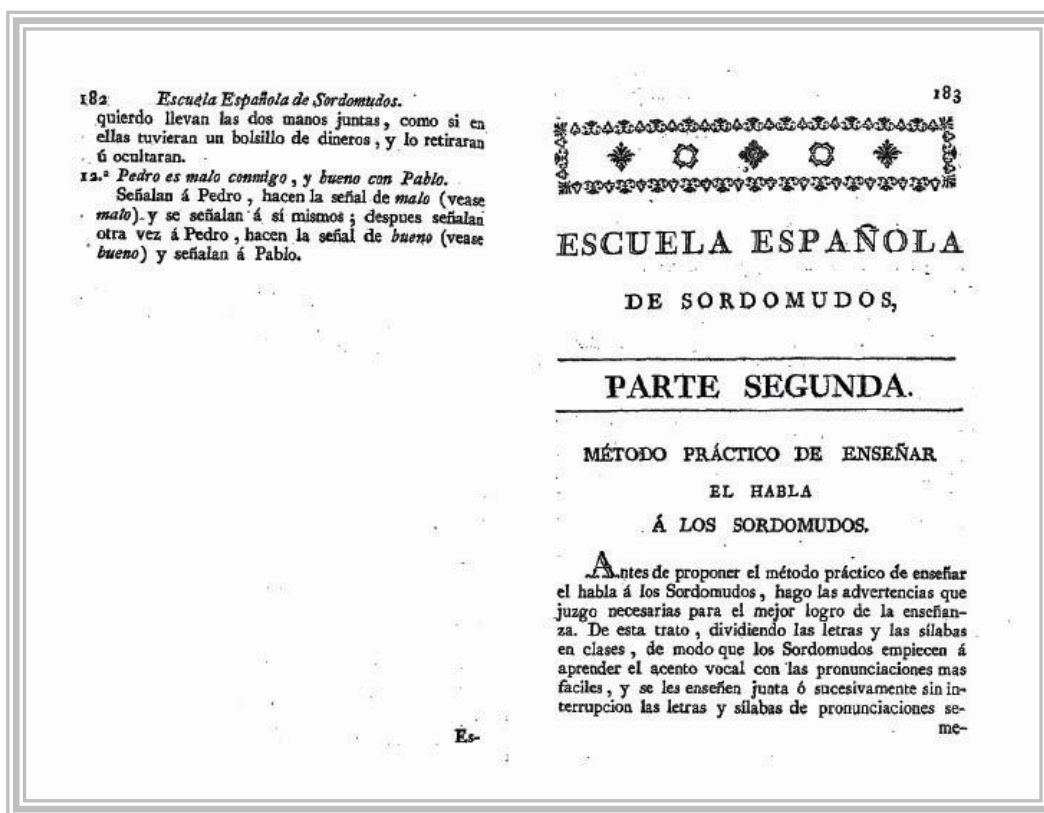 182 Escuela Española de Sordomudos.
quierdo llevan las dos manos juntas, como si en
ellas tuvieran un bolsillo de dineros, y lo retiraran
ú ocultaran.
12.ª Pedro es malo conmigo, y bueno con Pablo.
Señalan á Pedro, hacen la señal de malo (vease
malo) y se señalan á sí mismos; despues señalan
otra vez á Pedro, hacen la señal de bueno (vease
bueno) y señalan á Pablo.
Es-
183
ESCUELA ESPAÑOLA
DE SORDOMUDOS,
PARTE SEGUNDA.
MÉTODO PRÁCTICO DE ENSEÑAR
EL HABLA
Á LOS SORDOMUDOS.
Antes de proponer el método práctico de enseñar
el habla á los Sordomudos, hago las advertencias que
juzgo necesarias para el mejor logro de la enseñan-
za. De esta trato, dividiendo las letras y las sílabas
en clases, de modo que los Sordomudos empiecen á
aprender el acento vocal con las pronunciaciones mas
faciles, y se les enseñen junta ó sucesivamente sin in-
terrupcion las letras y sílabas de pronunciaciones se-
me-